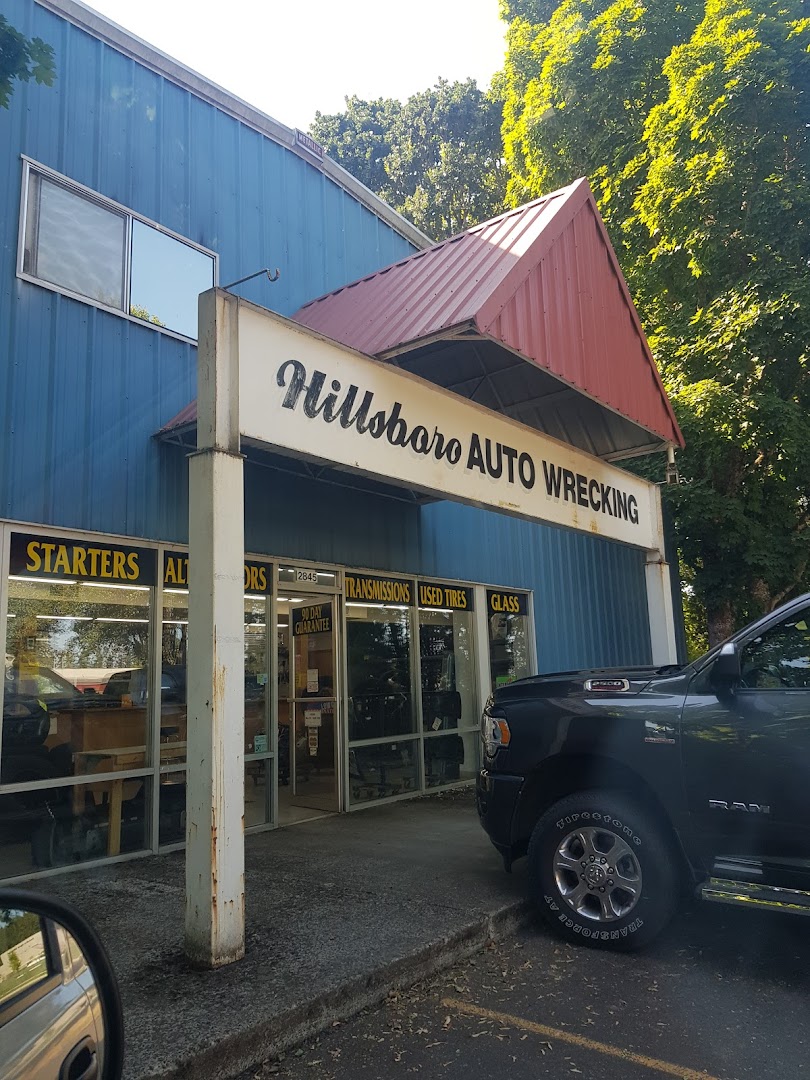 Hillsboro AUTO WRECKING
STARTERS
2845
TRANSMISSIONS
USED TIRES
GLASS
90 DAY
GUARANTEE
2500
RAM
Firestone
TRANSFORCE AT